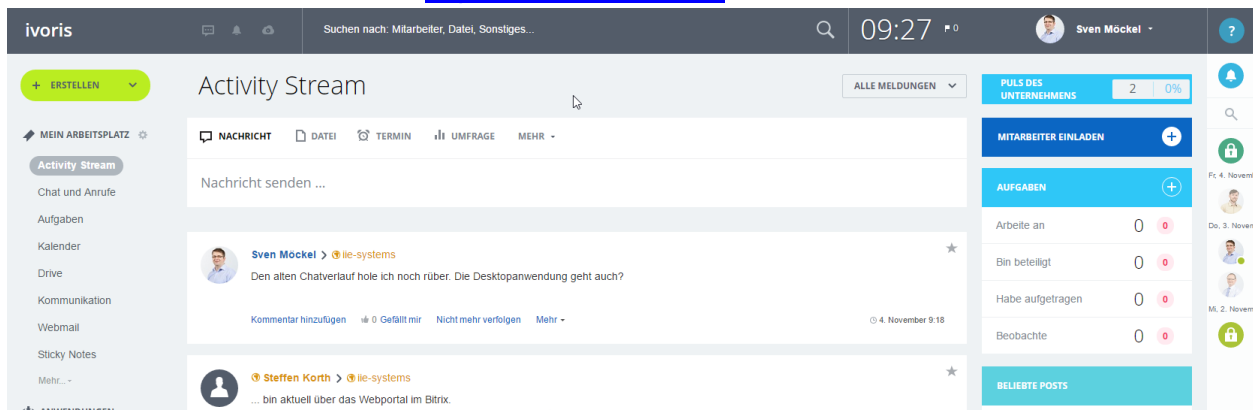 ivoris
Suchen nach: Mitarbeiter, Datei, Sonstiges...
09:27
0
Sven Möckel
?
+ ERSTELLEN
Activity Stream
ALLE MELDUNGEN
PULS DES
UNTERNEHMENS
2 0%
MEIN ARBEITSPLATZ
NACHRICHT DATEI TERMIN UMFRAGE MEHR
MITARBEITER EINLADEN
Activity Stream
Chat und Anrufe
Aufgaben
Kalender
Drive
Kommunikation
Webmail
Sticky Notes
Mehr...
Nachricht senden ...
Sven Möckel > iie-systems
Den alten Chatverlauf hole ich noch rüber. Die Desktopanwendung geht auch?
Kommentar hinzufügen 0 Gefällt mir Nicht mehr verfolgen Mehr
4. November 9:18
Steffen Korth > iie-systems
... bin aktuell über das Webportal im Bitrix.
AUFGABEN
Arbeite an 0 0
Bin beteiligt 0 0
Habe aufgetragen 0 0
Beobachte 0 0
BELIEBTE POSTS
Fr, 4. Novem
Do, 3. Noven
Mi, 2. Novem